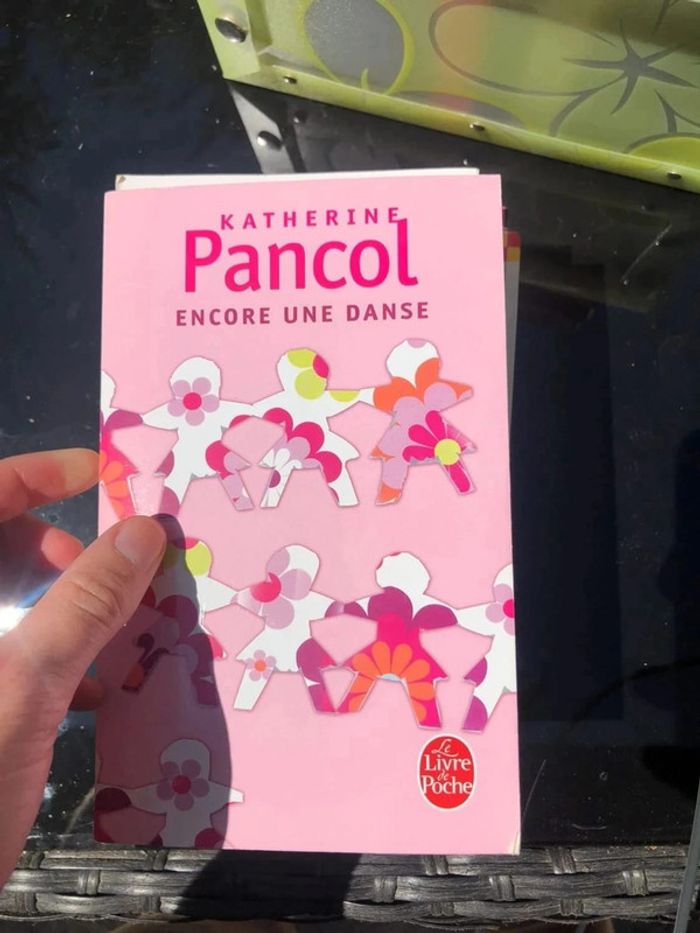 KATHERINE
Pancol
ENCORE UNE DANSE
Le
Livre
de
Poche